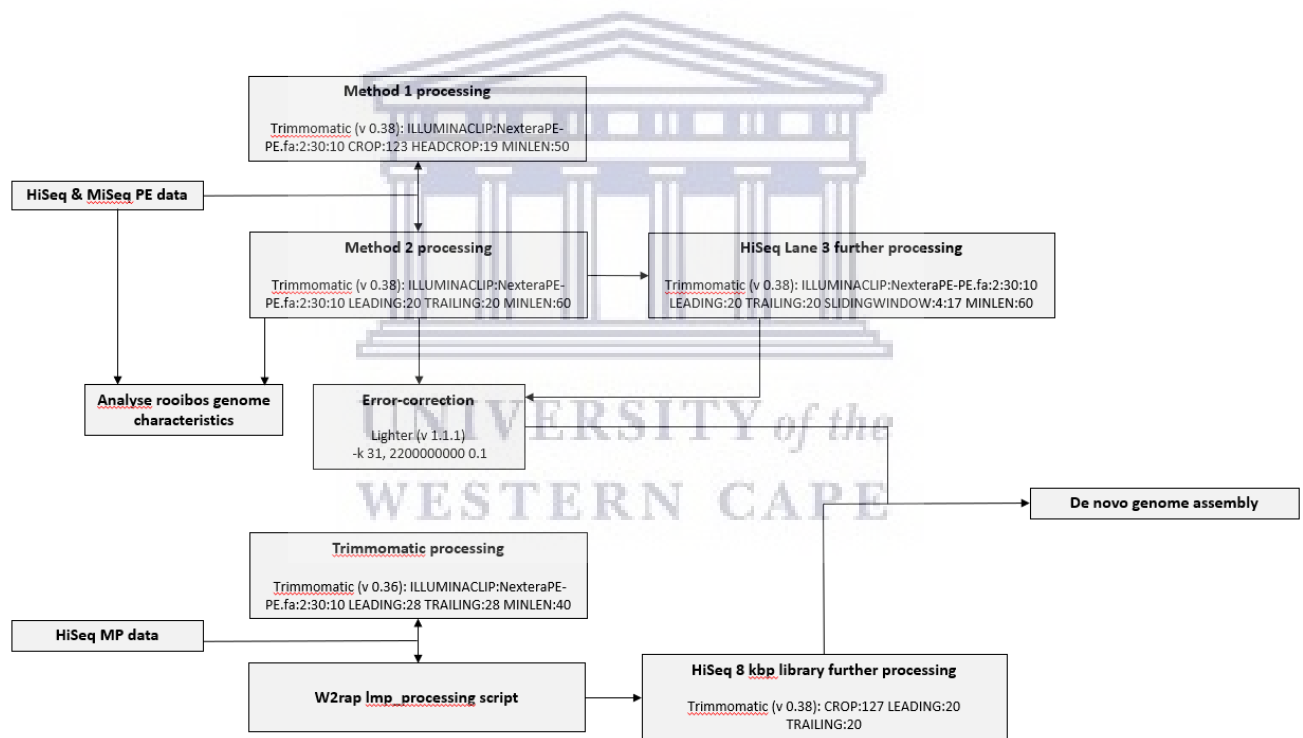 Method 1 processing
Trimmomatic (v 0.38): ILLUMINACLIP:NexteraPE-
PE.fa:2:30:10 CROP:123 HEADCROP:19 MINLEN:50
HiSeq & MiSeq PE data
Method 2 processing
Trimmomatic (v 0.38): ILLUMINACLIP:NexteraPE-
PE.fa:2:30:10 LEADING:20 TRAILING:20 MINLEN:60
HiSeq Lane 3 further processing
Trimmomatic (v 0.38): ILLUMINACLIP:NexteraPE-PE.fa:2:30:10
LEADING:20 TRAILING:20 SLIDINGWINDOW:4:17 MINLEN:60
Analyse rooibos genome
characteristics
Error-correction
Lighter (v 1.1.1)
-k 31, 2200000000 0.1
UNIVERSITY of the
WESTERN CAPE
De novo genome assembly
Trimmomatic processing
Trimmomatic (v 0.36): ILLUMINACLIP:NexteraPE-
PE.fa:2:30:10 LEADING:28 TRAILING:28 MINLEN:40
HiSeq MP data
W2rap lmp_processing script
HiSeq 8 kbp library further processing
Trimmomatic (v 0.38): CROP:127 LEADING:20
TRAILING:20